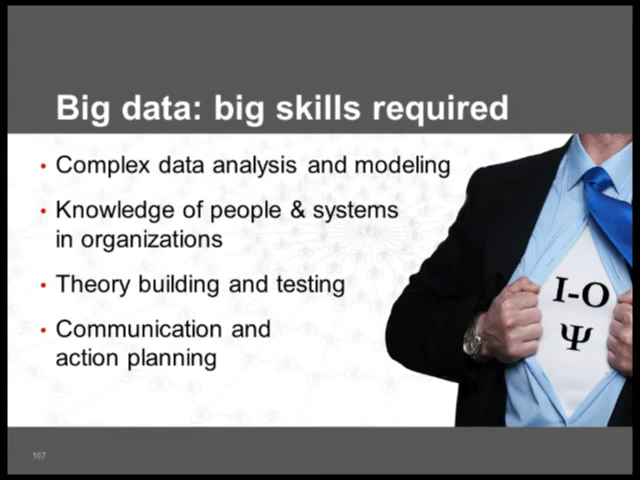 Big data: big skills required
• Complex data analysis and modeling
• Knowledge of people & systems
in organizations
• Theory building and testing
• Communication and
action planning
I-O
Ψ
167